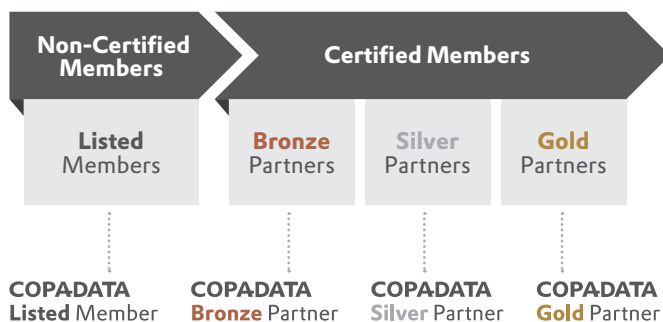 Non-Certified
Members
Certified Members
Listed
Members
Bronze
Partners
Silver
Partners
Gold
Partners
COPADATA
Listed Member
COPADATA
Bronze Partner
COPADATA
Silver Partner
COPADATA
Gold Partner